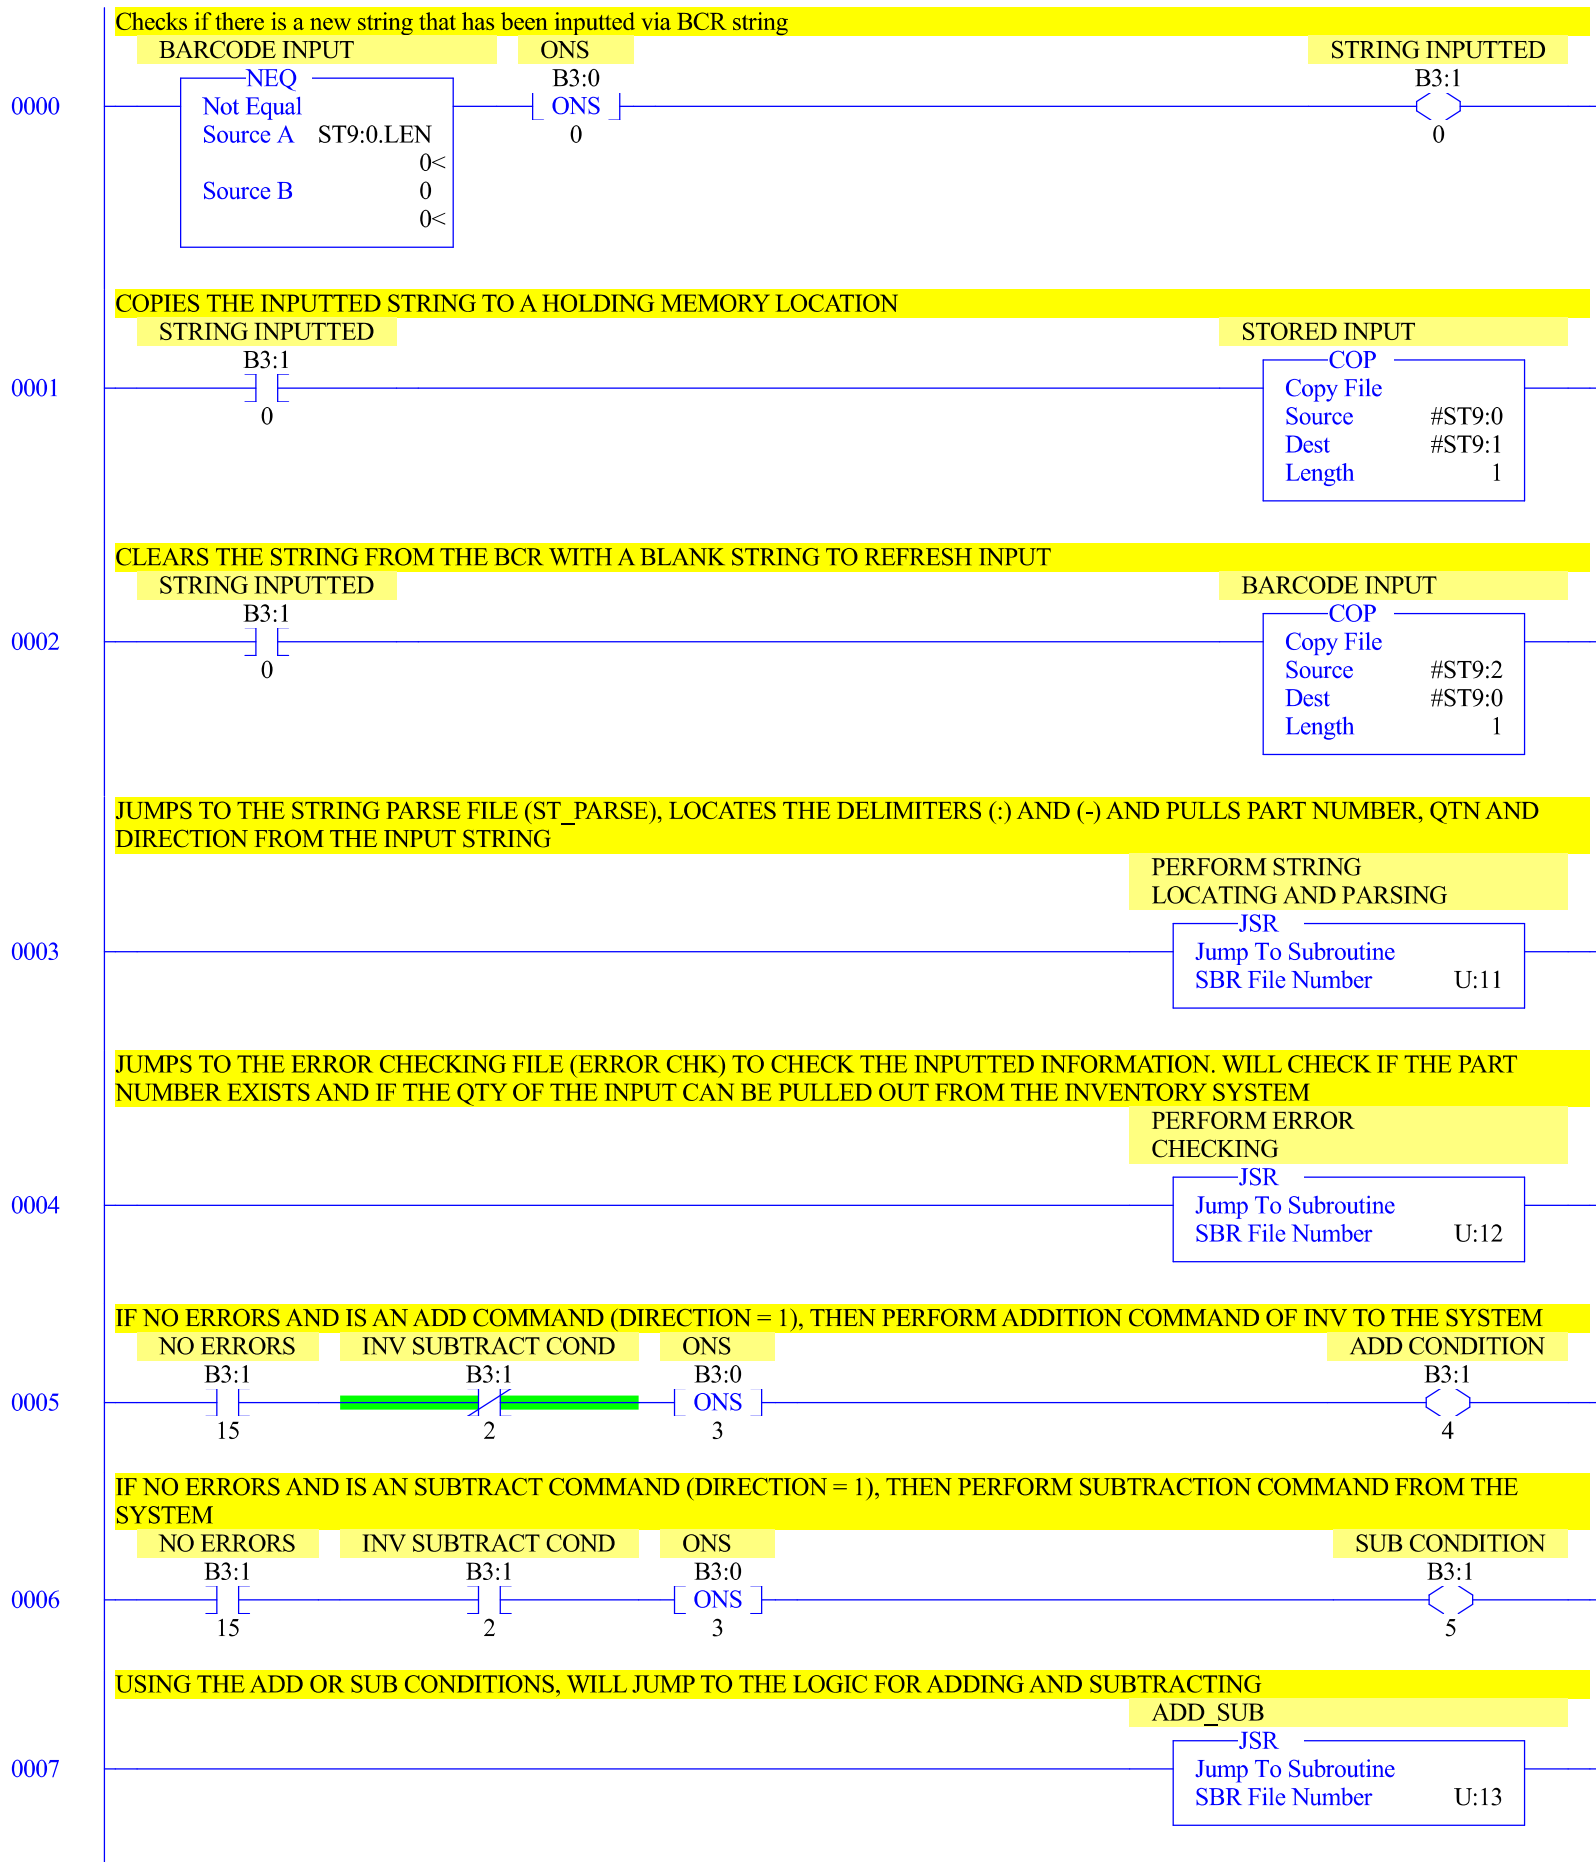 Checks if there is a new string that has been inputted via BCR string
BARCODE INPUT ONS STRING INPUTTED
NEQ B3:0 B3:1
0000 Not Equal ONS
Source A ST9:0.LEN 0 0
0<
Source B 0
0<
COPIES THE INPUTTED STRING TO A HOLDING MEMORY LOCATION
STRING INPUTTED STORED INPUT
B3:1 COP
0001 Copy File
0 Source #ST9:0
Dest #ST9:1
Length 1
CLEARS THE STRING FROM THE BCR WITH A BLANK STRING TO REFRESH INPUT
STRING INPUTTED BARCODE INPUT
B3:1 COP
0002 Copy File
0 Source #ST9:2
Dest #ST9:0
Length 1
JUMPS TO THE STRING PARSE FILE (ST_PARSE), LOCATES THE DELIMITERS (:) AND (-) AND PULLS PART NUMBER, QTN AND
DIRECTION FROM THE INPUT STRING
PERFORM STRING
LOCATING AND PARSING
JSR
0003 Jump To Subroutine
SBR File Number U:11
JUMPS TO THE ERROR CHECKING FILE (ERROR CHK) TO CHECK THE INPUTTED INFORMATION. WILL CHECK IF THE PART
NUMBER EXISTS AND IF THE QTY OF THE INPUT CAN BE PULLED OUT FROM THE INVENTORY SYSTEM
PERFORM ERROR
CHECKING
JSR
0004 Jump To Subroutine
SBR File Number U:12
IF NO ERRORS AND IS AN ADD COMMAND (DIRECTION = 1), THEN PERFORM ADDITION COMMAND OF INV TO THE SYSTEM
NO ERRORS INV SUBTRACT COND ONS ADD CONDITION
B3:1 B3:1 B3:0 B3:1
0005 ONS
15 2 3 4
IF NO ERRORS AND IS AN SUBTRACT COMMAND (DIRECTION = 1), THEN PERFORM SUBTRACTION COMMAND FROM THE
SYSTEM
NO ERRORS INV SUBTRACT COND ONS SUB CONDITION
B3:1 B3:1 B3:0 B3:1
0006 ONS
15 2 3 5
USING THE ADD OR SUB CONDITIONS, WILL JUMP TO THE LOGIC FOR ADDING AND SUBTRACTING
ADD_SUB
JSR
0007 Jump To Subroutine
SBR File Number U:13